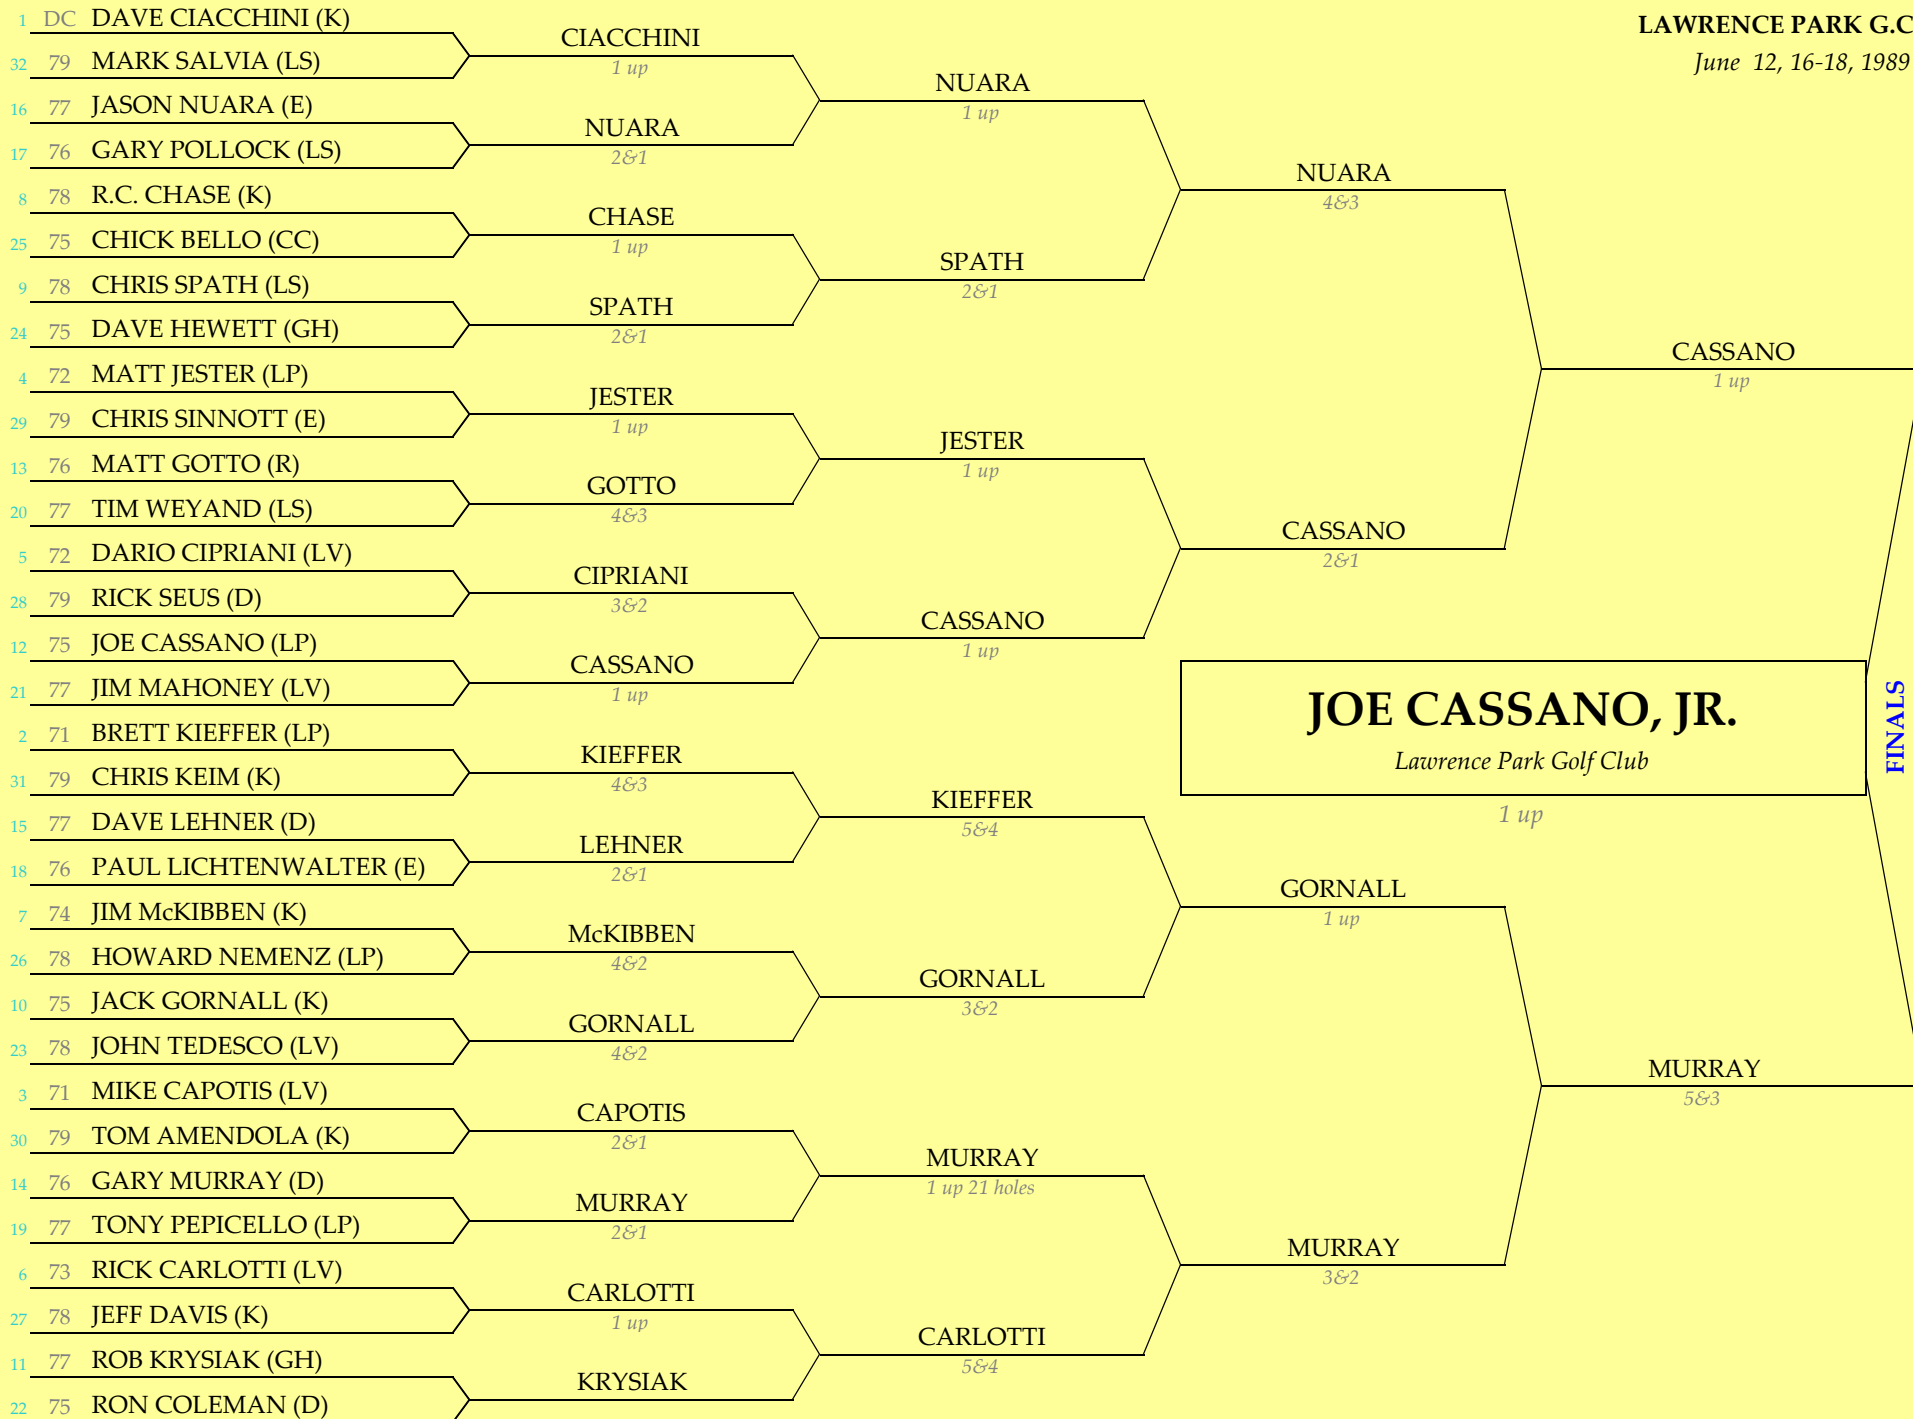 LAWRENCE PARK G.C
June 12, 16-18, 1989
1 DC DAVE CIACCHINI (K)
32 79 MARK SALVIA (LS)
16 77 JASON NUARA (E)
17 76 GARY POLLOCK (LS)
8 78 R.C. CHASE (K)
25 75 CHICK BELLO (CC)
9 78 CHRIS SPATH (LS)
24 75 DAVE HEWETT (GH)
4 72 MATT JESTER (LP)
29 79 CHRIS SINNOTT (E)
13 76 MATT GOTTO (R)
20 77 TIM WEYAND (LS)
5 72 DARIO CIPRIANI (LV)
28 79 RICK SEUS (D)
12 75 JOE CASSANO (LP)
21 77 JIM MAHONEY (LV)
2 71 BRETT KIEFFER (LP)
31 79 CHRIS KEIM (K)
15 77 DAVE LEHNER (D)
18 76 PAUL LICHTENWALTER (E)
7 74 JIM McKIBBEN (K)
26 78 HOWARD NEMENZ (LP)
10 75 JACK GORNALL (K)
23 78 JOHN TEDESCO (LV)
3 71 MIKE CAPOTIS (LV)
30 79 TOM AMENDOLA (K)
14 76 GARY MURRAY (D)
19 77 TONY PEPICELLO (LP)
6 73 RICK CARLOTTI (LV)
27 78 JEFF DAVIS (K)
11 77 ROB KRYSIAK (GH)
22 75 RON COLEMAN (D)
CIACCHINI
1 up
NUARA
2&1
CHASE
1 up
SPATH
2&1
JESTER
1 up
GOTTO
4&3
CIPRIANI
3&2
CASSANO
1 up
KIEFFER
4&3
LEHNER
2&1
McKIBBEN
4&2
GORNALL
4&2
CAPOTIS
2&1
MURRAY
2&1
CARLOTTI
1 up
KRYSIAK
NUARA
1 up
SPATH
2&1
JESTER
1 up
CASSANO
1 up
KIEFFER
5&4
GORNALL
3&2
MURRAY
1 up 21 holes
CARLOTTI
5&4
NUARA
4&3
CASSANO
2&1
GORNALL
1 up
MURRAY
3&2
CASSANO
1 up
MURRAY
5&3
JOE CASSANO, JR.
Lawrence Park Golf Club
1 up
FINALS